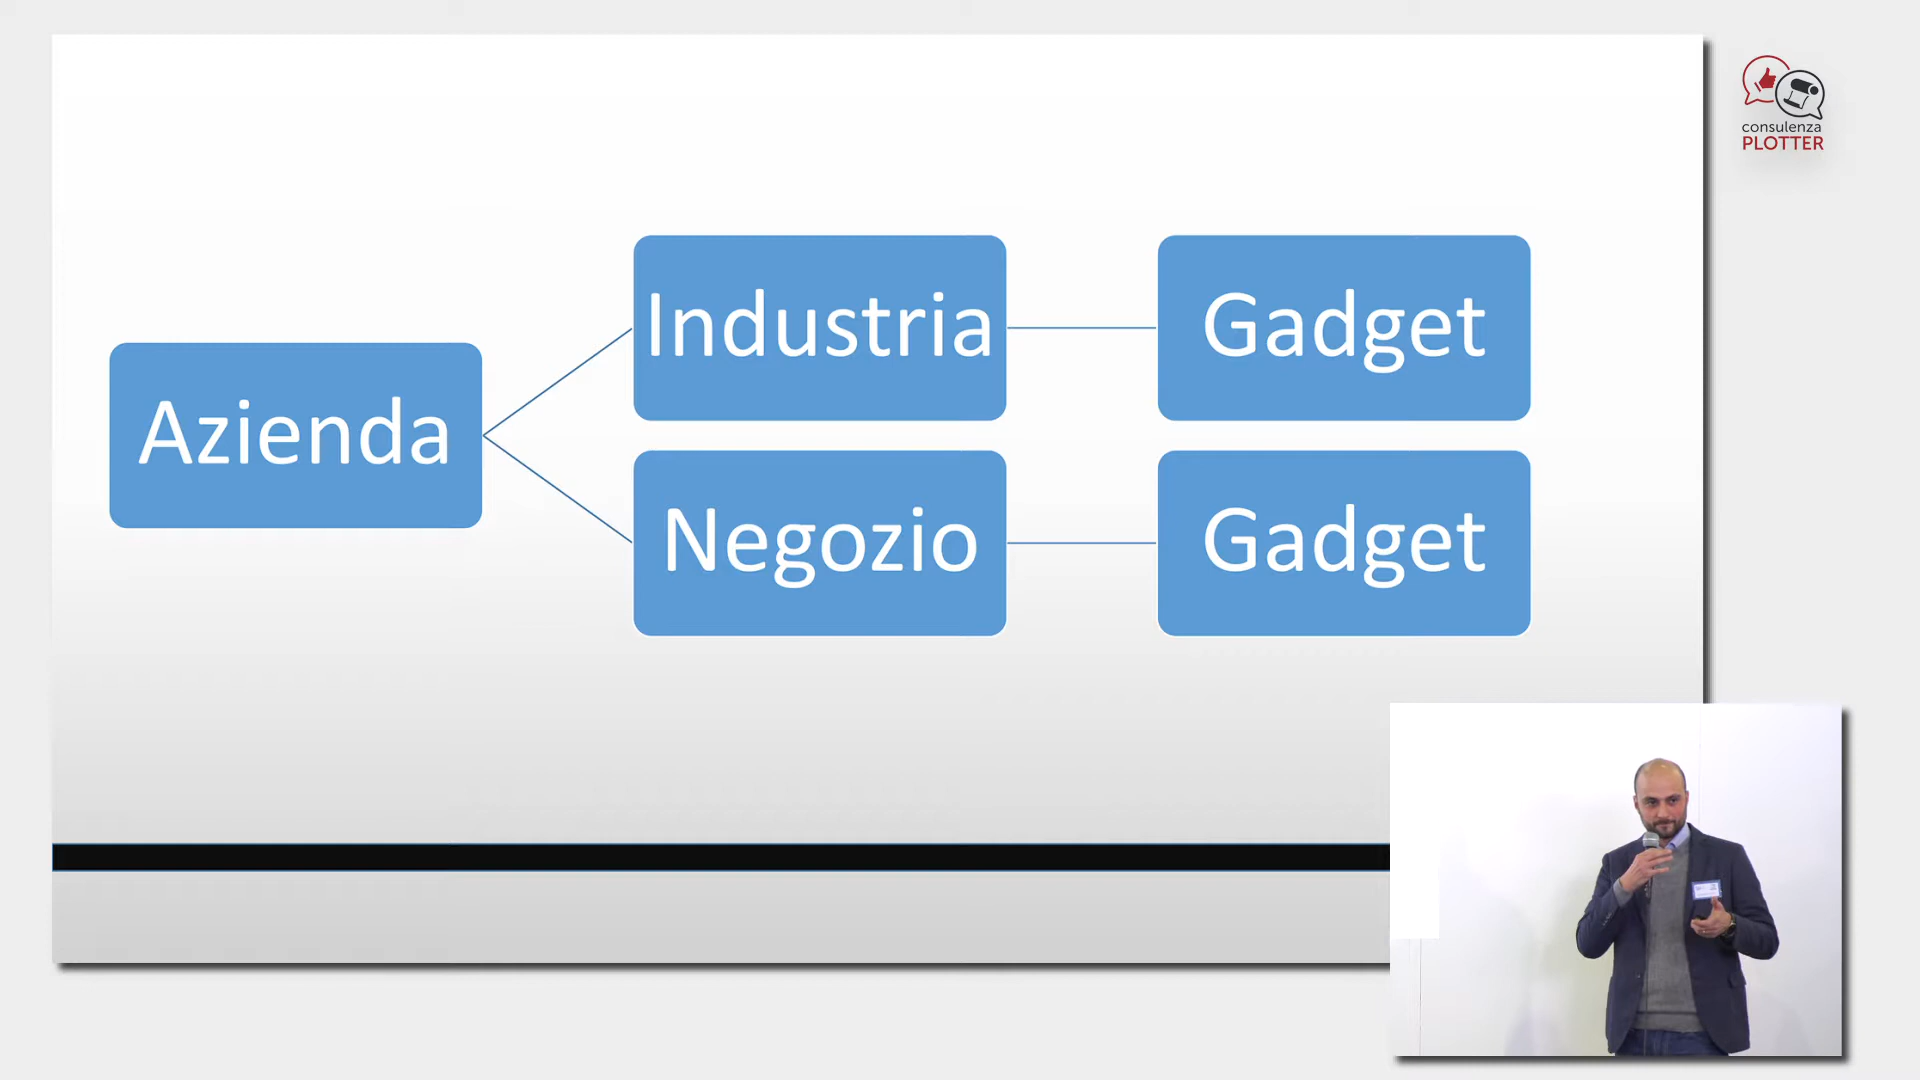 consulenza
PLOTTER
Azienda
Industria
Gadget
Negozio
Gadget